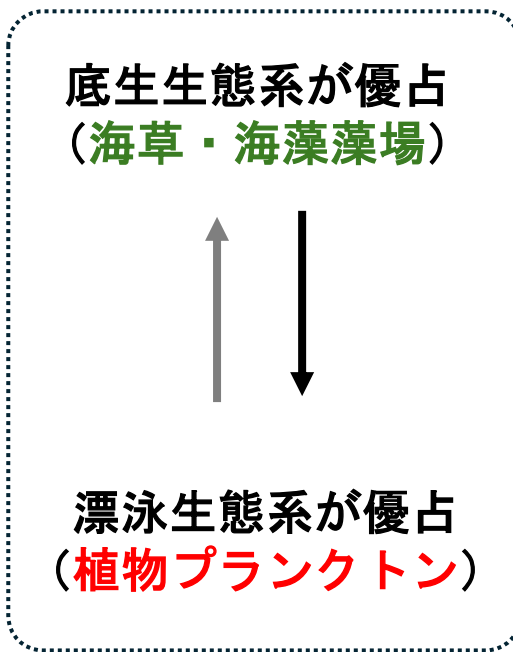 底生生態系が優占
（海草・海藻藻場）
漂泳生態系が優占
（植物プランクトン）